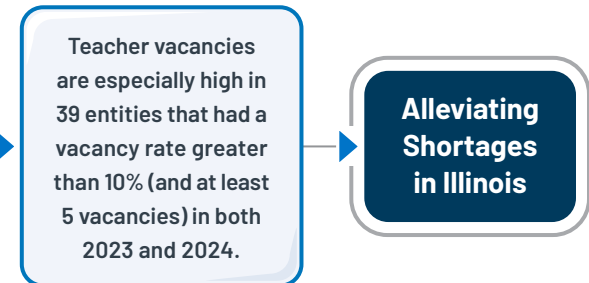 Teacher vacancies
are especially high in
39 entities that had a
vacancy rate greater
than 10% (and at least
5 vacancies) in both
2023 and 2024.
Alleviating
Shortages
in Illinois